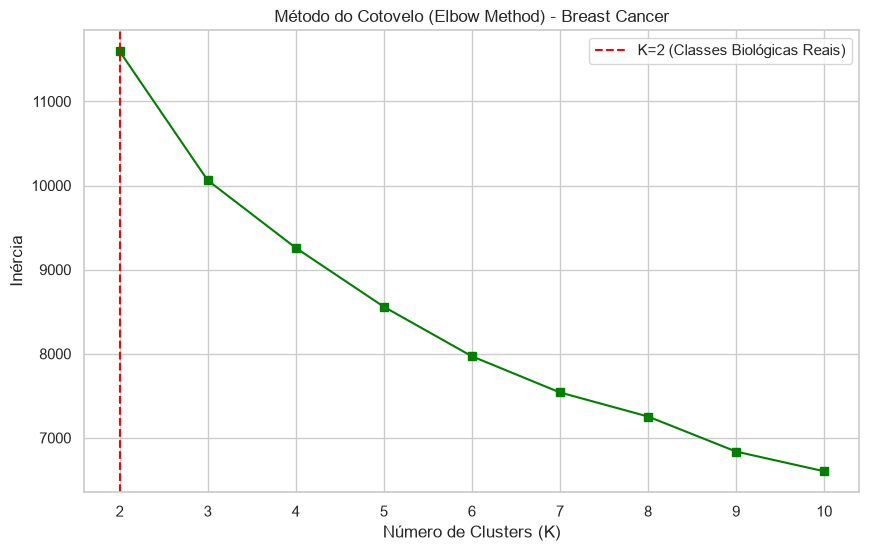 Método do Cotovelo (Elbow Method) - Breast Cancer
K=2 (Classes Biológicas Reais)
11000
10000
9000
8000
7000
Inércia
2 3 4 5 6 7 8 9 10
Número de Clusters (K)